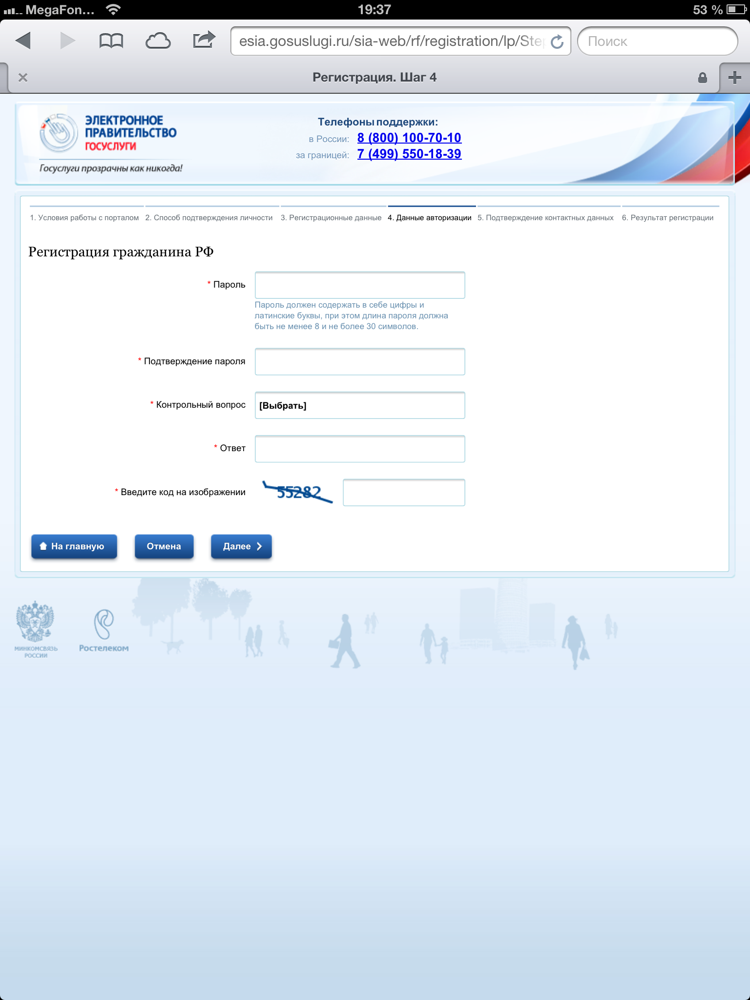 MegaFon...
19:37
53 %
esia.gosuslugi.ru/sia-web/rf/registration/lp/Step
Поиск
Регистрация. Шаг 4
ЭЛЕКТРОННОЕ
ПРАВИТЕЛЬСТВО
ГОСУСЛУГИ
Госуслуги прозрачны как никогда!
Телефоны поддержки:
в России: 8 (800) 100-70-10
за границей: 7 (499) 550-18-39
1. Условия работы с порталом 2. Способ подтверждения личности 3. Регистрационные данные 4. Данные авторизации 5. Подтверждение контактных данных 6. Результат регистрации
Регистрация гражданина РФ
* Пароль
Пароль должен содержать в себе цифры и
латинские буквы, при этом длина пароля должна
быть не менее 8 и не более 30 символов.
* Подтверждение пароля
* Контрольный вопрос [Выбрать]
* Ответ
* Введите код на изображении 55282
На главную Отмена Далее
МИНКОМСВЯЗЬ
РОССИИ
Ростелеком